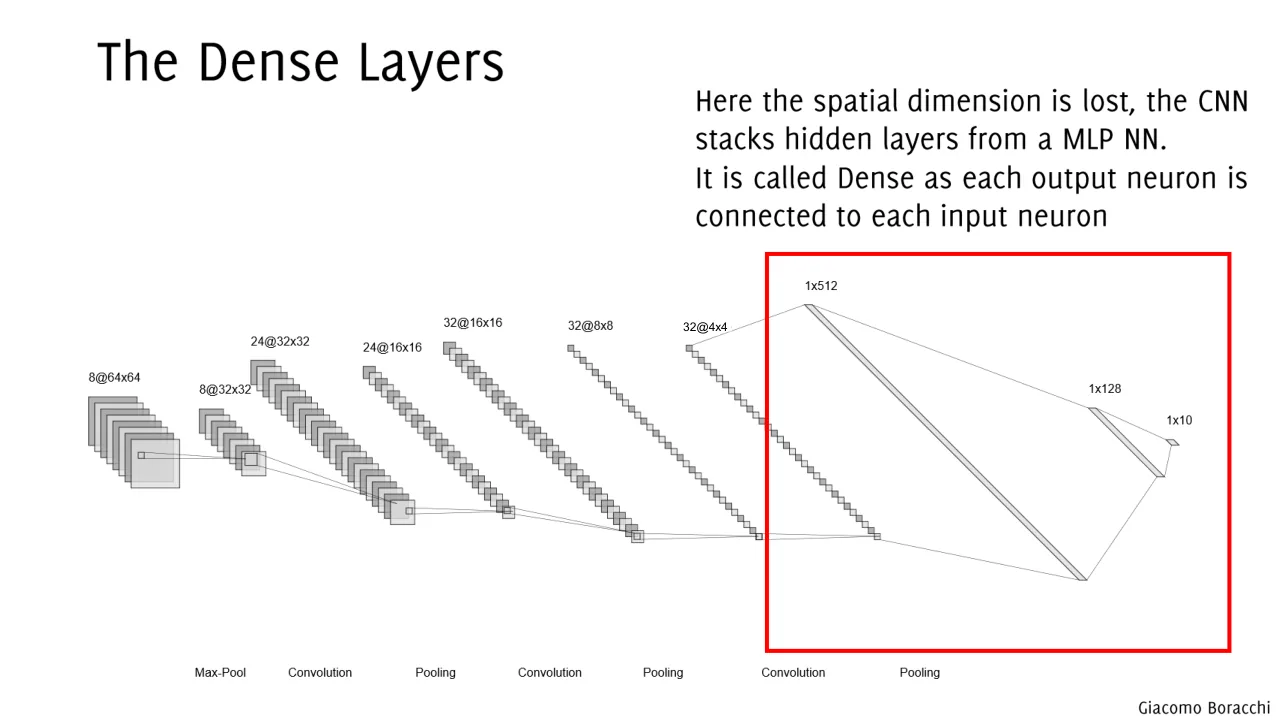 The Dense Layers
Here the spatial dimension is lost, the CNN
stacks hidden layers from a MLP NN.
It is called Dense as each output neuron is
connected to each input neuron
8@64x64
8@32x32
24@32x32
24@16x16
32@16x16
32@8x8
32@4x4
1x512
1x128
1x10
Max-Pool
Convolution
Pooling
Convolution
Pooling
Convolution
Pooling
Giacomo Boracchi